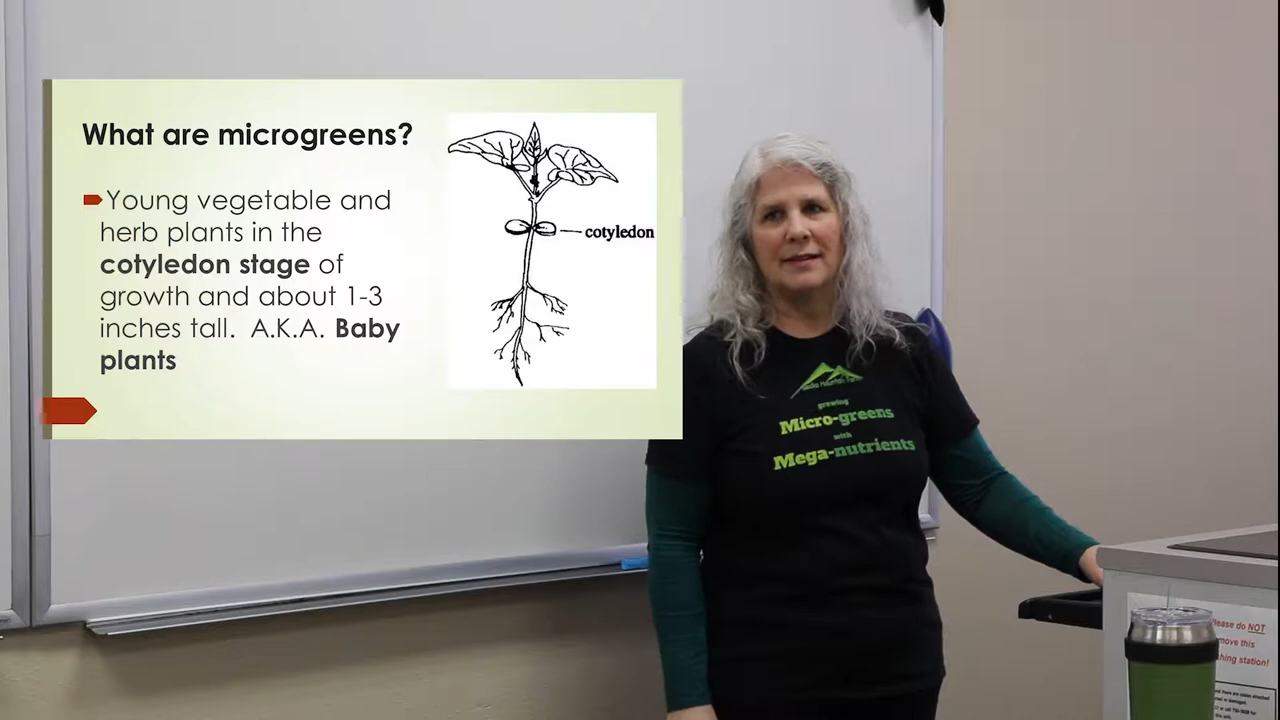 What are microgreens?
Young vegetable and
herb plants in the
cotyledon stage of
growth and about 1-3
inches tall.  A.K.A. Baby
plants
cotyledon
Mountain
growing
Micro-greens
with
Mega-nutrients
Please do NOT
move this
station!